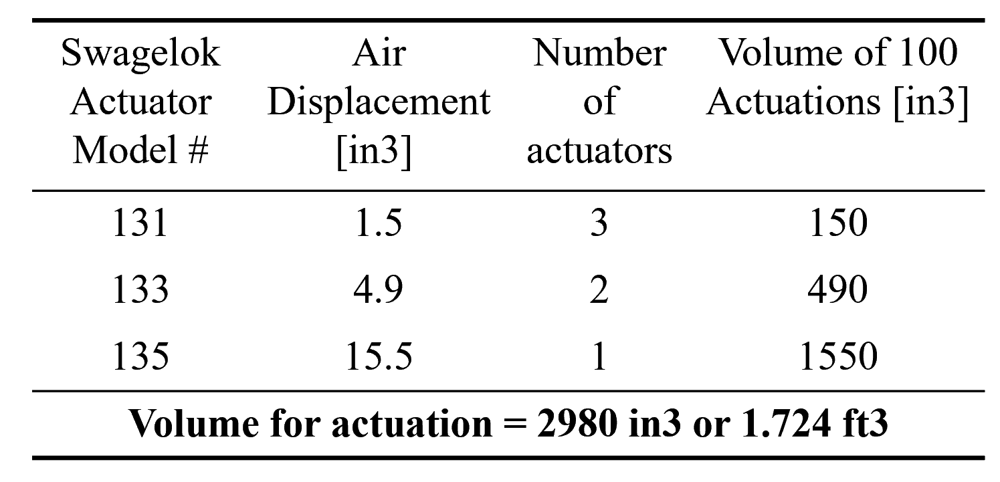 Swagelok Actuator Model # Air Displacement [in3] Number of actuators Volume of 100 Actuations [in3]
131 1.5 3 150
133 4.9 2 490
135 15.5 1 1550
Volume for actuation = 2980 in3 or 1.724 ft3